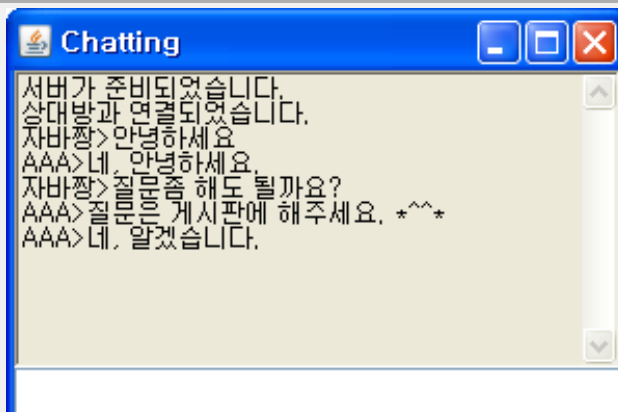 Chatting
서버가 준비되었습니다.
상대방과 연결되었습니다.
자바짱>안녕하세요
AAA>네, 안녕하세요.
자바짱>질문좀 해도 될까요?
AAA>질문은 게시판에 해주세요. *^^*
AAA>네, 알겠습니다.